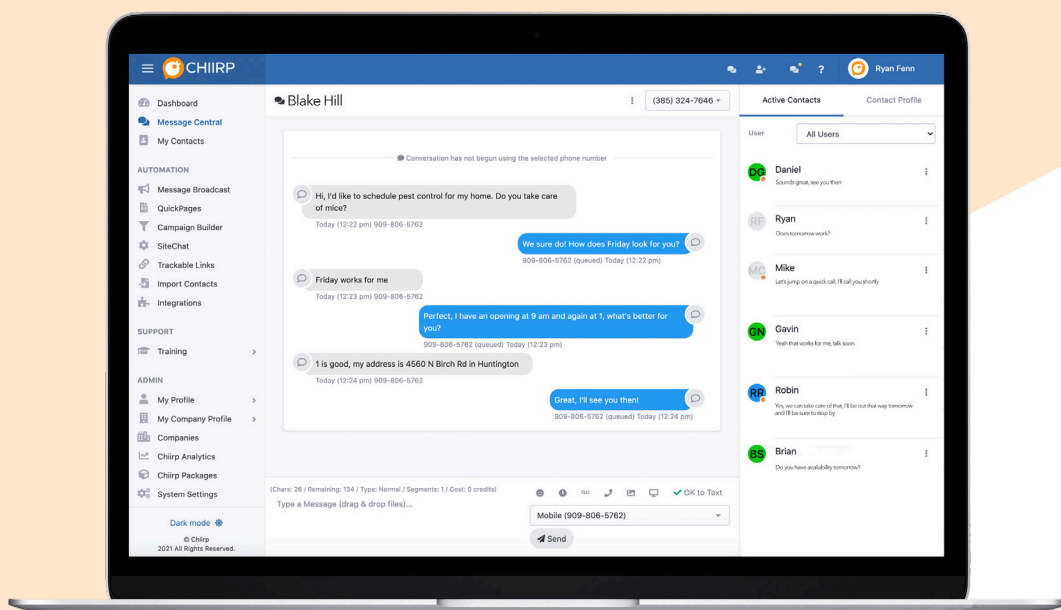 CHIIRP
Ryan Fenn
Dashboard
Message Central
My Contacts
AUTOMATION
Message Broadcast
QuickPages
Campaign Builder
SiteChat
Trackable Links
Import Contacts
Integrations
SUPPORT
Training
ADMIN
My Profile
My Company Profile
Companies
Chiirp Analytics
Chiirp Packages
System Settings
Dark mode
© Chiirp
2021 All Rights Reserved.
Blake Hill
(385) 324-7646
Conversation has not begun using the selected phone number
Hi, I'd like to schedule pest control for my home. Do you take care
of mice?
Today (12:22 pm) 909-806-5762
We sure do! How does Friday look for you?
909-806-5762 (queued) Today (12:22 pm)
Friday works for me
Today (12:23 pm) 909-806-5762
Perfect, I have an opening at 9 am and again at 1, what's better for
you?
909-806-5762 (queued) Today (12:23 pm)
1 is good, my address is 4560 N Birch Rd in Huntington
Today (12:24 pm) 909-806-5762
Great, I'll see you then!
909-806-5762 (queued) Today (12:24 pm)
(Chars: 26 / Remaining: 134 / Type: Normal / Segments: 1 / Cost: 0 credits)
Type a Message (drag & drop files)...
OK to Text
Mobile (909-806-5762)
Send
Active Contacts
Contact Profile
User
All Users
DG
Daniel
Sounds great, see you then
RF
Ryan
Does tomorrow work?
MC
Mike
Let's jump on a quick call, I'll call you shortly
GN
Gavin
Yeah that works for me, talk soon
RR
Robin
Yes, we can take care of that, I'll be out that way tomorrow
and I'll be sure to stop by
BS
Brian
Do you have availability tomorrow?